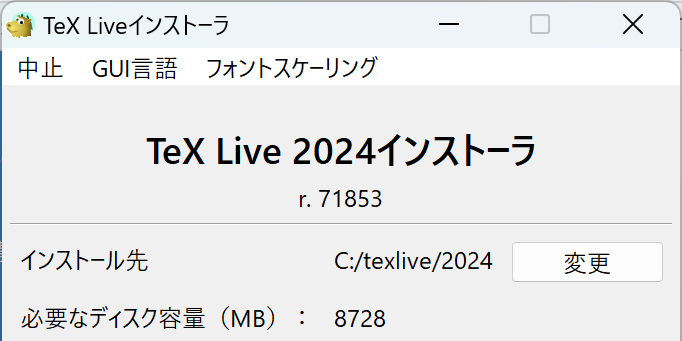 TeX Liveインストーラ
中止 GUI言語 フォントスケーリング
TeX Live 2024インストーラ
r. 71853
インストール先 C:/texlive/2024 変更
必要なディスク容量（MB）： 8728